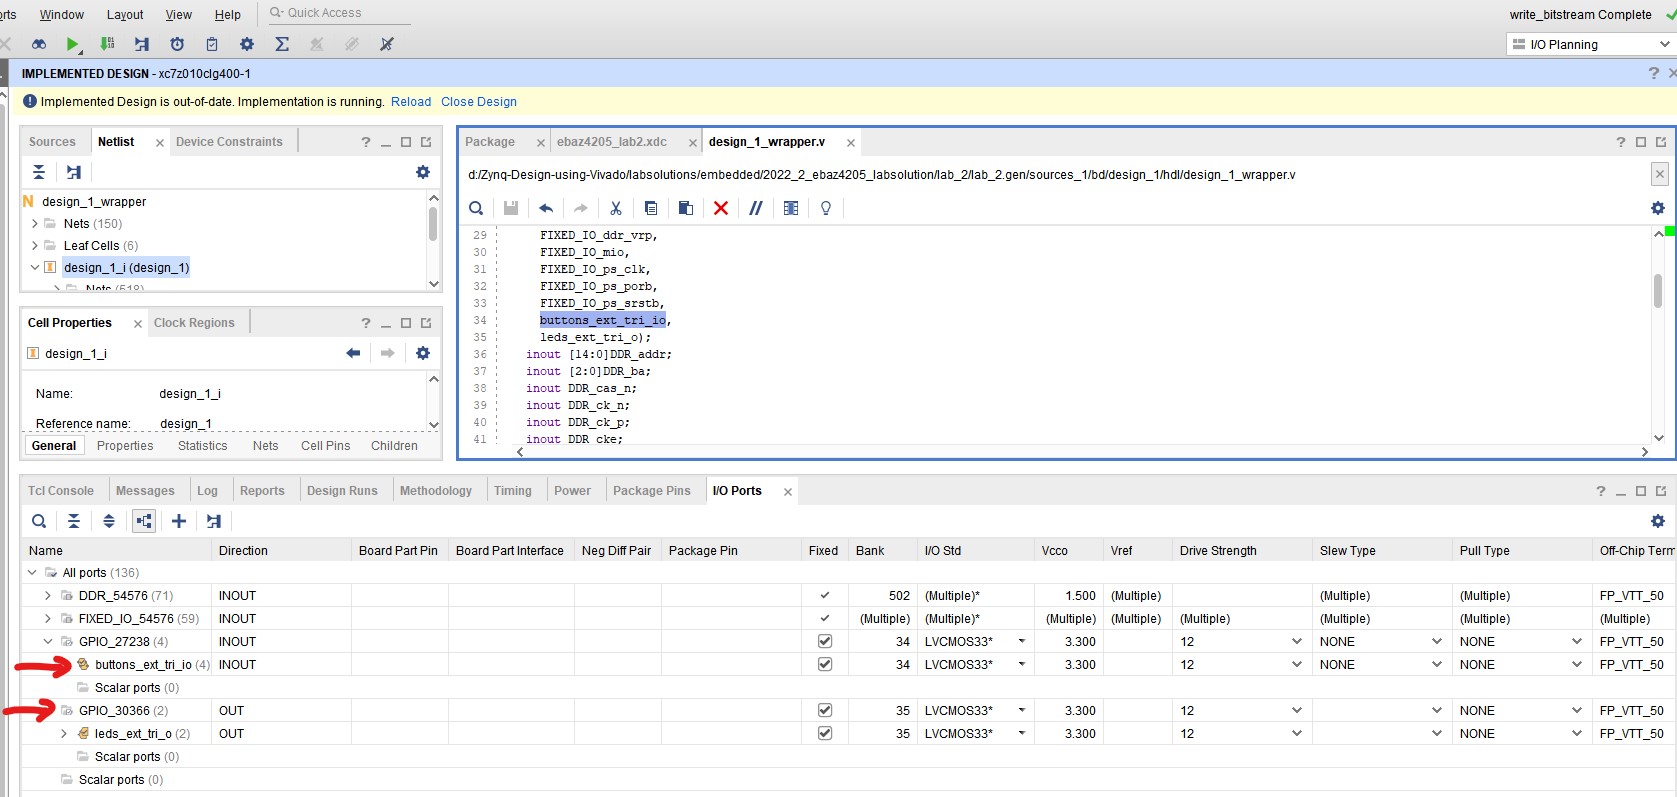 orts Window Layout View Help Quick Access write_bitstream Complete
I/O Planning
IMPLEMENTED DESIGN - xc7z010clg400-1 ?
Implemented Design is out-of-date. Implementation is running. Reload Close Design
Sources Netlist Device Constraints ?
N design_1_wrapper
Nets (150)
Leaf Cells (6)
design_1_i (design_1)
Nets (518)
Cell Properties Clock Regions ?
design_1_i
Name: design_1_i
Reference name: design_1
General Properties Statistics Nets Cell Pins Children
Package ebaz4205_lab2.xdc design_1_wrapper.v ?
d:/Zynq-Design-using-Vivado/labsolutions/embedded/2022_2_ebaz4205_labsolution/lab_2/lab_2.gen/sources_1/bd/design_1/hdl/design_1_wrapper.v
29 FIXED_IO_ddr_vrp,
30 FIXED_IO_mio,
31 FIXED_IO_ps_clk,
32 FIXED_IO_ps_porb,
33 FIXED_IO_ps_srstb,
34 buttons_ext_tri_io,
35 leds_ext_tri_o);
36 inout [14:0]DDR_addr;
37 inout [2:0]DDR_ba;
38 inout DDR_cas_n;
39 inout DDR_ck_n;
40 inout DDR_ck_p;
41 inout DDR_cke;
Tcl Console Messages Log Reports Design Runs Methodology Timing Power Package Pins I/O Ports ?
Name Direction Board Part Pin Board Part Interface Neg Diff Pair Package Pin Fixed Bank I/O Std Vcco Vref Drive Strength Slew Type Pull Type Off-Chip Term
All ports (136)
DDR_54576 (71) INOUT 502 (Multiple)* 1.500 (Multiple) (Multiple) (Multiple) FP_VTT_50
FIXED_IO_54576 (59) INOUT (Multiple) (Multiple)* (Multiple) (Multiple) (Multiple) (Multiple) (Multiple) (Multiple)
GPIO_27238 (4) INOUT 34 LVCMOS33* 3.300 12 NONE NONE FP_VTT_50
buttons_ext_tri_io (4) INOUT 34 LVCMOS33* 3.300 12 NONE NONE FP_VTT_50
Scalar ports (0)
GPIO_30366 (2) OUT 35 LVCMOS33* 3.300 12 NONE FP_VTT_50
leds_ext_tri_o (2) OUT 35 LVCMOS33* 3.300 12 NONE FP_VTT_50
Scalar ports (0)
Scalar ports (0)